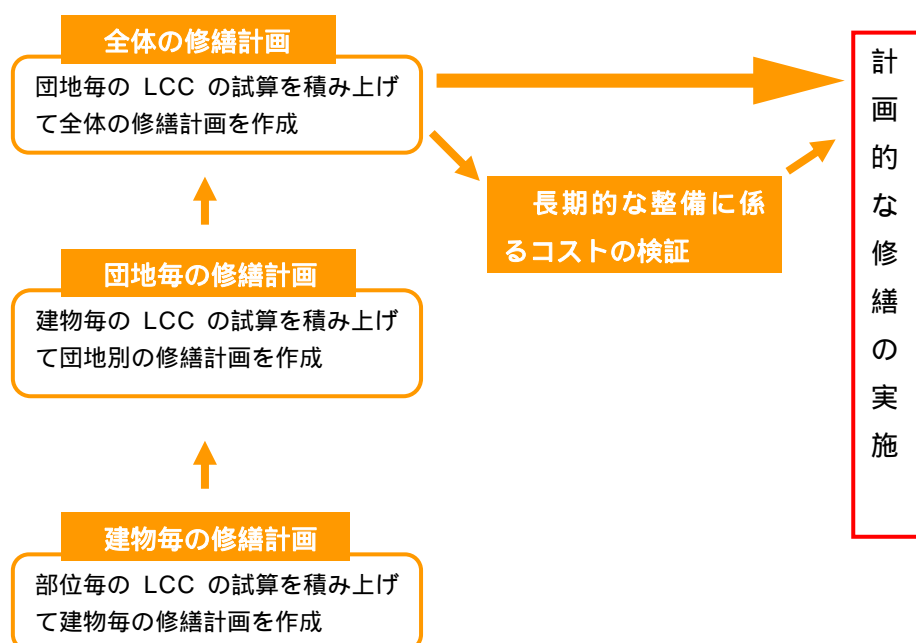 全体の修繕計画
団地毎の LCC の試算を積み上げ
て全体の修繕計画を作成
長期的な整備に係
るコストの検証
団地毎の修繕計画
建物毎の LCC の試算を積み上げ
て団地別の修繕計画を作成
建物毎の修繕計画
部位毎の LCC の試算を積み上げ
て建物毎の修繕計画を作成
計画的な修繕の実施